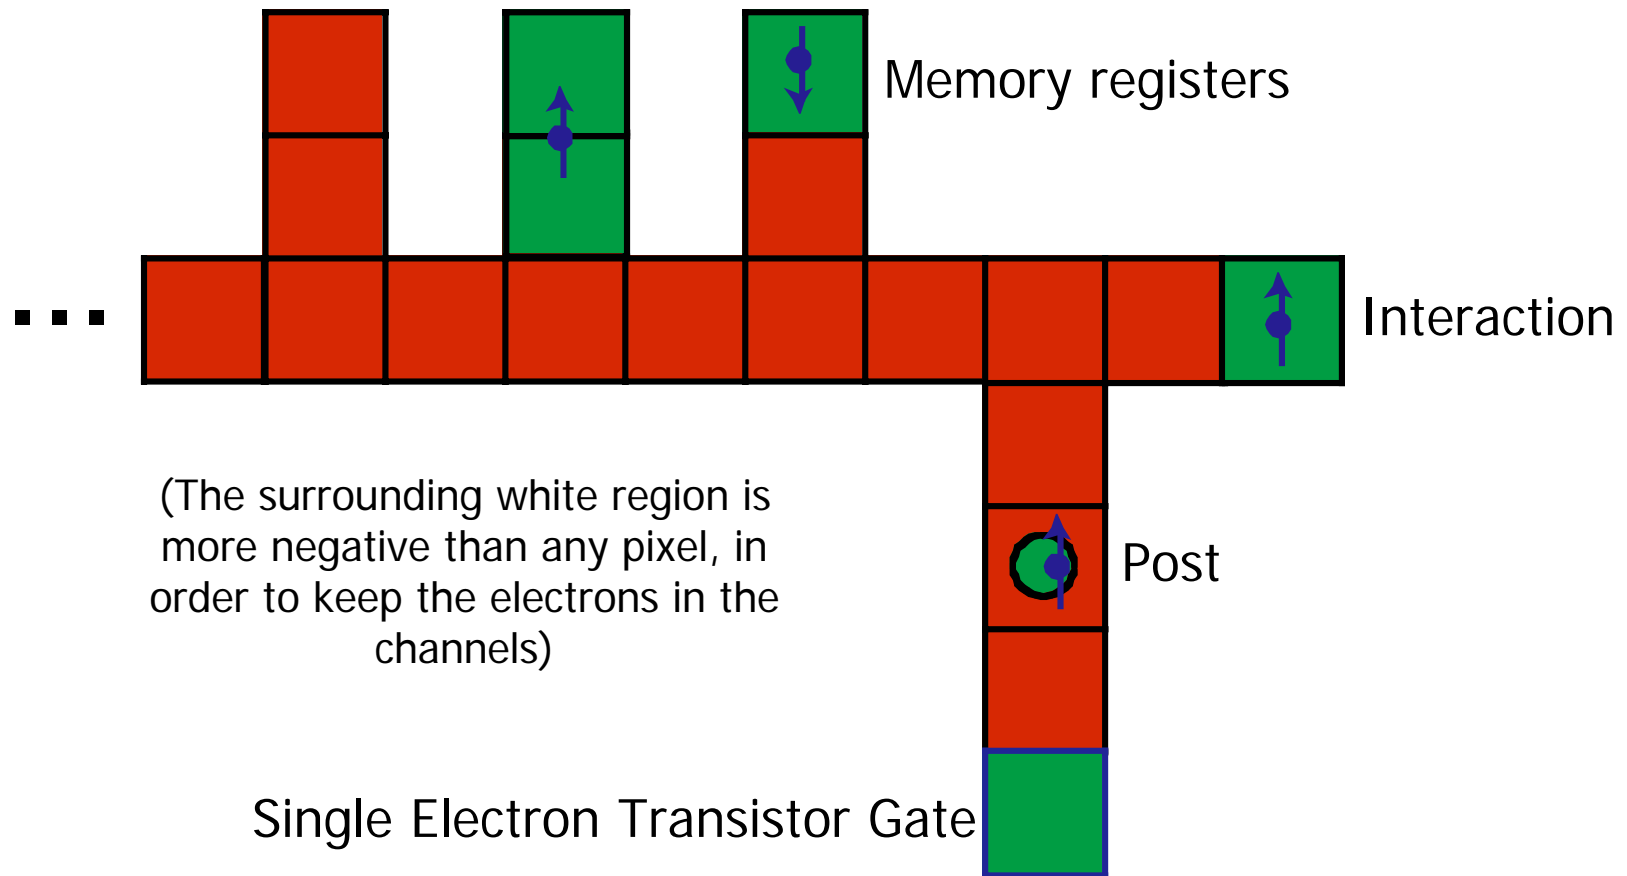 Memory registers
Interaction
(The surrounding white region is
more negative than any pixel, in
order to keep the electrons in the
channels)
Post
Single Electron Transistor Gate